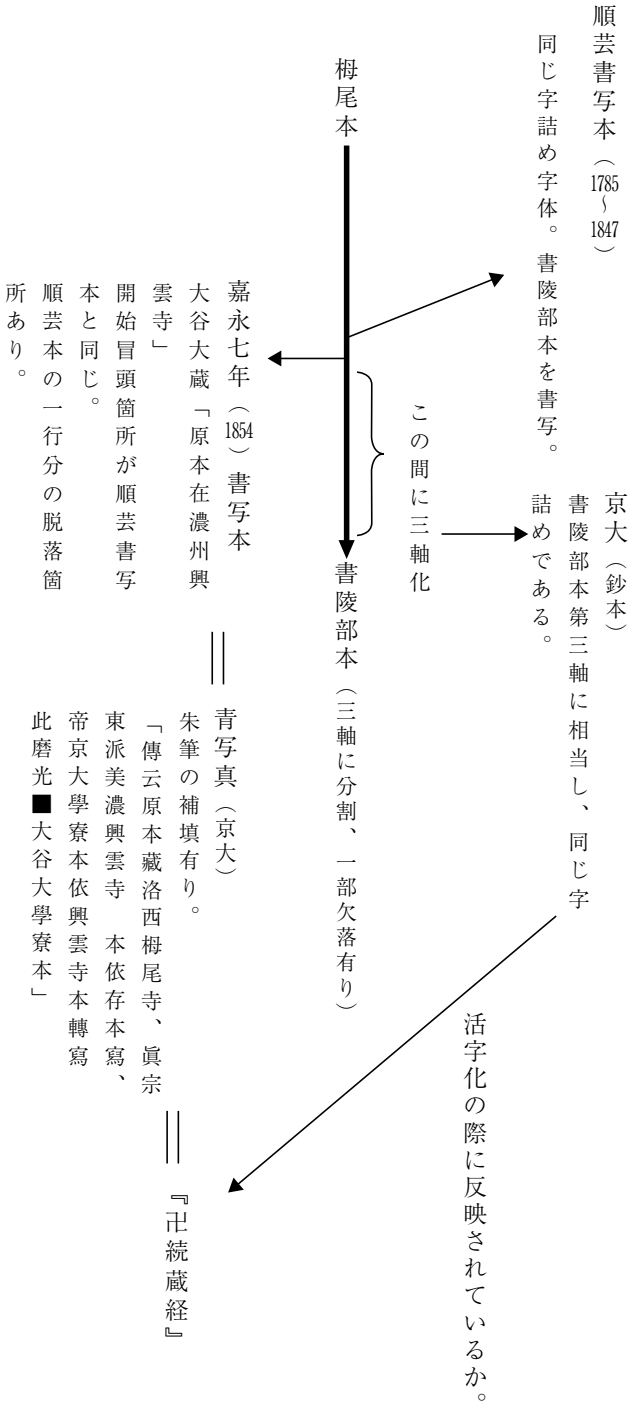 順芸書写本（1785～1847）
同じ字詰め字体。書陵部本を書写。
京大（鈔本）
書陵部本第三軸に相当し、同じ字
詰めである。
活字化の際に反映されているか。
この間に三軸化
栂尾本
書陵部本（三軸に分割、一部欠落有り）
嘉永七年（1854）書写本
大谷大蔵「原本在濃州興
雲寺」
開始冒頭箇所が順芸書写
本と同じ。
順芸本の一行分の脱落箇
所あり。
青写真（京大）
朱筆の補填有り。
「傳云原本藏洛西栂尾寺、眞宗
東派美濃興雲寺　本依存本寫、
帝京大學寮本依興雲寺本轉寫
此磨光■大谷大學寮本」
『卍続蔵経』